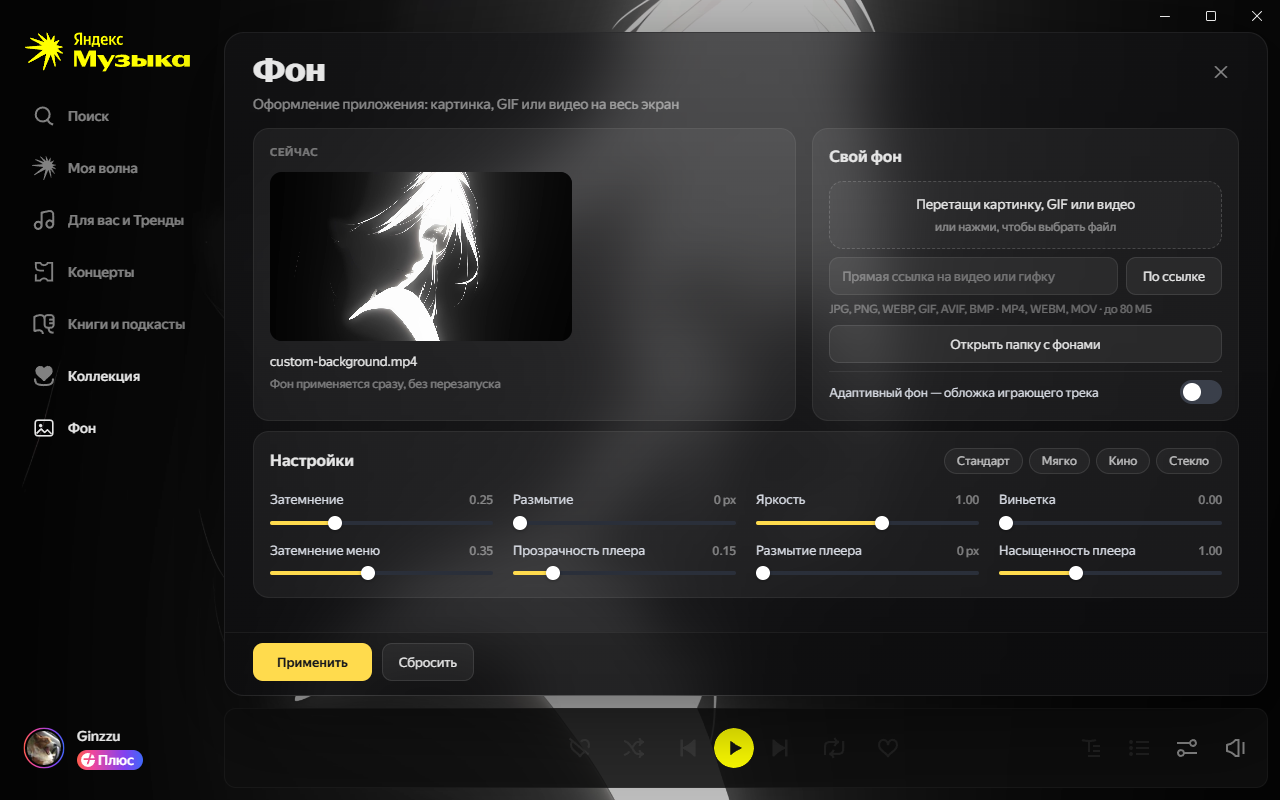 Яндекс
Музыка
Поиск
Моя волна
Для вас и Тренды
Концерты
Книги и подкасты
Коллекция
Фон
Ginzzu
Плюс
Фон
Оформление приложения: картинка, GIF или видео на весь экран
СЕЙЧАС
custom-background.mp4
Фон применяется сразу, без перезапуска
Свой фон
Перетащи картинку, GIF или видео
или нажми, чтобы выбрать файл
Прямая ссылка на видео или гифку
По ссылке
JPG, PNG, WEBP, GIF, AVIF, BMP · MP4, WEBM, MOV · до 80 МБ
Открыть папку с фонами
Адаптивный фон — обложка играющего трека
Настройки
Стандарт
Мягко
Кино
Стекло
Затемнение 0.25
Размытие 0 px
Яркость 1.00
Виньетка 0.00
Затемнение меню 0.35
Прозрачность плеера 0.15
Размытие плеера 0 px
Насыщенность плеера 1.00
Применить
Сбросить